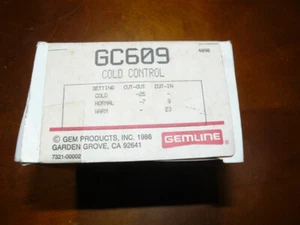 GC609
COLD CONTROL
SETTING CUT-OUT CUT-IN
COLD -25 -
NORMAL -7 9
WARM - 23
© GEM PRODUCTS, INC. 1986
GEMLINE
GARDEN GROVE, CA 92641
7321-00002